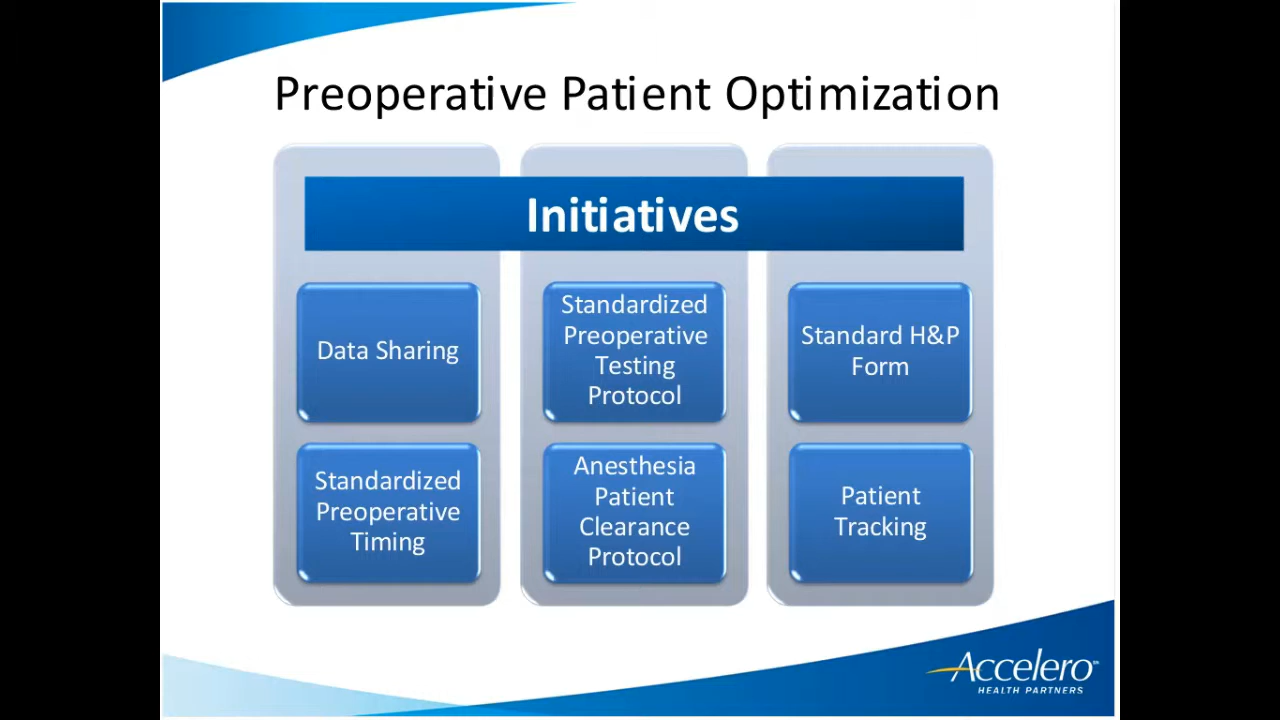 Preoperative Patient Optimization
Initiatives
Data Sharing
Standardized
Preoperative
Testing
Protocol
Standard H&P
Form
Standardized
Preoperative
Timing
Anesthesia
Patient
Clearance
Protocol
Patient
Tracking
Accelero™
HEALTH PARTNERS